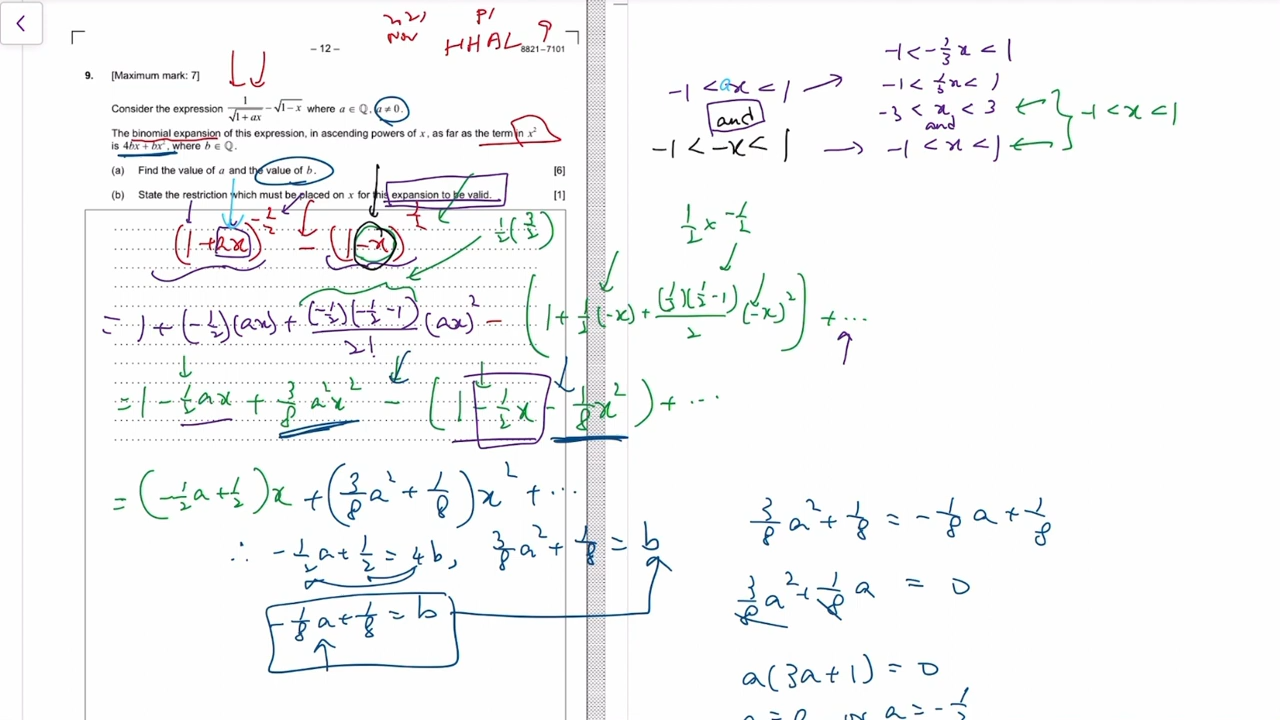 <
2021 P1
Nov HHAL 9
– 12 –
8821–7101
9. [Maximum mark: 7]
Consider the expression 1/√(1+ax) − √(1−x) where a ∈ ℚ, a ≠ 0.
The binomial expansion of this expression, in ascending powers of x, as far as the term in x²
is 4bx + bx², where b ∈ ℚ.
(a) Find the value of a and the value of b. [6]
(b) State the restriction which must be placed on x for this expansion to be valid. [1]
(1+ax)^(-1/2) − (1−x)^(1/2)
1/2(3/2)
= 1 + (-1/2)(ax) + (-1/2)(-1/2 -1)/2! (ax)² − (1 + 1/2(-x) + (1/2)(1/2 -1)/2 (-x)²) + ...
= 1 − 1/2 ax + 3/8 a²x² − (1 − 1/2 x − 1/8 x²) + ...
= (-1/2 a + 1/2)x + (3/8 a² + 1/8)x² + ...
∴ -1/2 a + 1/2 = 4b, 3/8 a² + 1/8 = b
-1/8 a + 1/8 = b
-1 < ax < 1
and
-1 < -x < 1
-1 < -1/3 x < 1
-1 < 1/3 x < 1
-3 < x < 3
and
-1 < x < 1
-1 < x < 1
1/2 × -1/2
3/8 a² + 1/8 = -1/8 a + 1/8
3/8 a² + 1/8 a = 0
a(3a+1) = 0